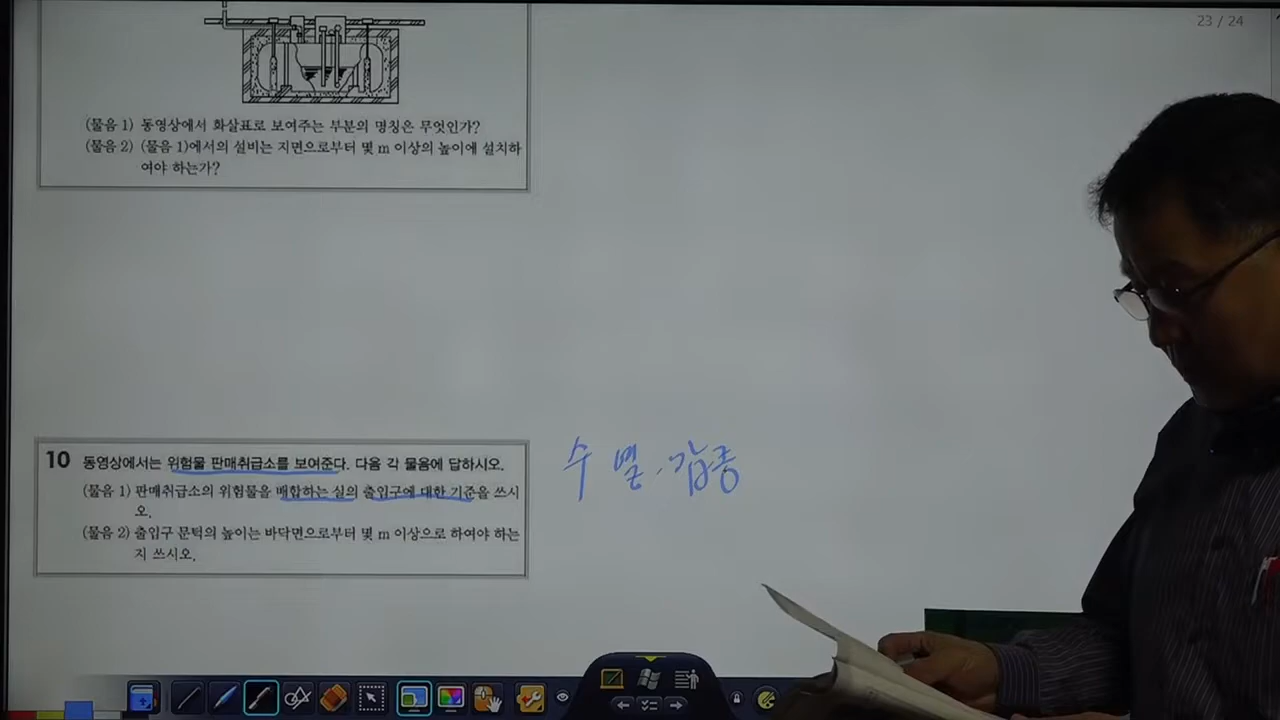 23 / 24
(물음 1) 동영상에서 화살표로 보여주는 부분의 명칭은 무엇인가?
(물음 2) (물음 1)에서의 설비는 지면으로부터 몇 m 이상의 높이에 설치하
여야 하는가?
10 동영상에서는 위험물 판매취급소를 보여준다. 다음 각 물음에 답하시오.
(물음 1) 판매취급소의 위험물을 배합하는 실의 출입구에 대한 기준을 쓰시
오.
(물음 2) 출입구 문턱의 높이는 바닥면으로부터 몇 m 이상으로 하여야 하는
지 쓰시오.
수